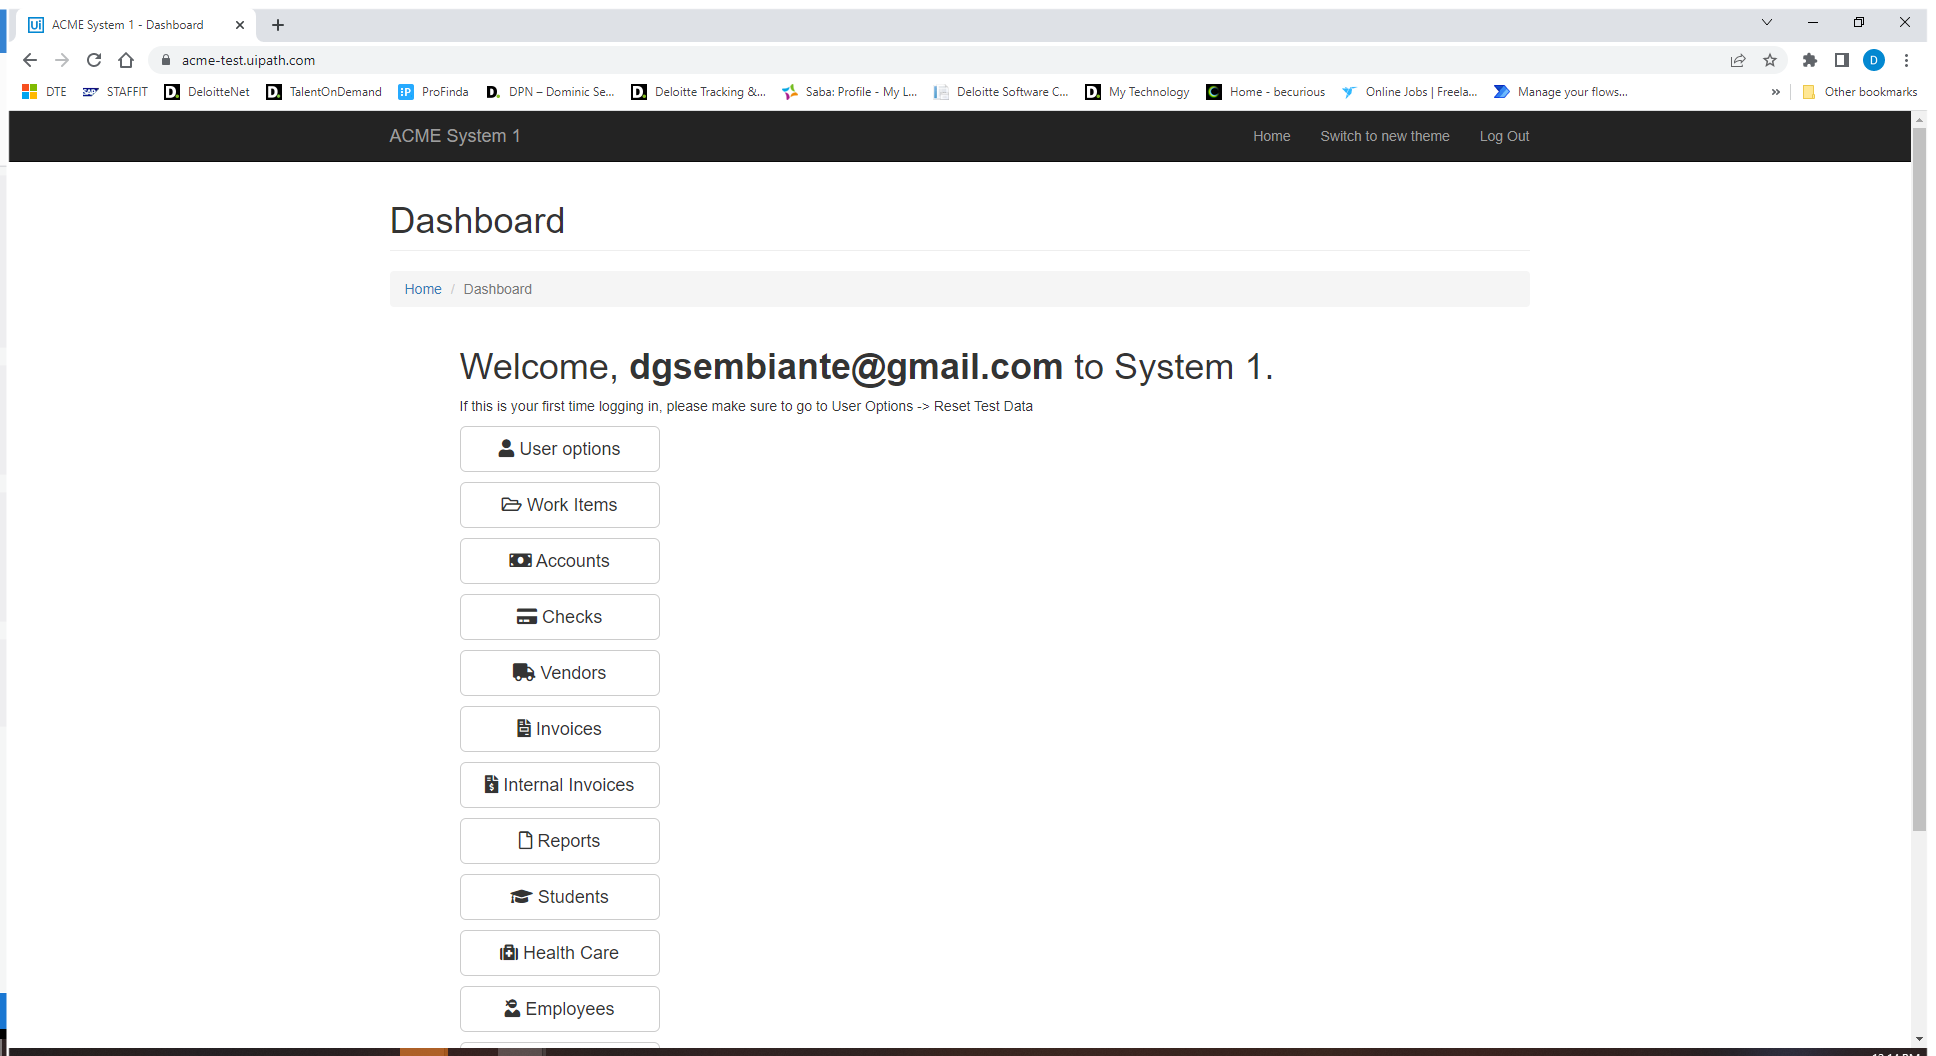 ACME System 1 - Dashboard
acme-test.uipath.com
D
DTE STAFFIT DeloitteNet TalentOnDemand ProFinda DPN – Dominic Se... Deloitte Tracking &... Saba: Profile - My L... Deloitte Software C... My Technology Home - becurious Online Jobs | Freela... Manage your flows... » Other bookmarks
ACME System 1 Home Switch to new theme Log Out
Dashboard
Home / Dashboard
Welcome, dgsembiante@gmail.com to System 1.
If this is your first time logging in, please make sure to go to User Options -> Reset Test Data
User options
Work Items
Accounts
Checks
Vendors
Invoices
Internal Invoices
Reports
Students
Health Care
Employees